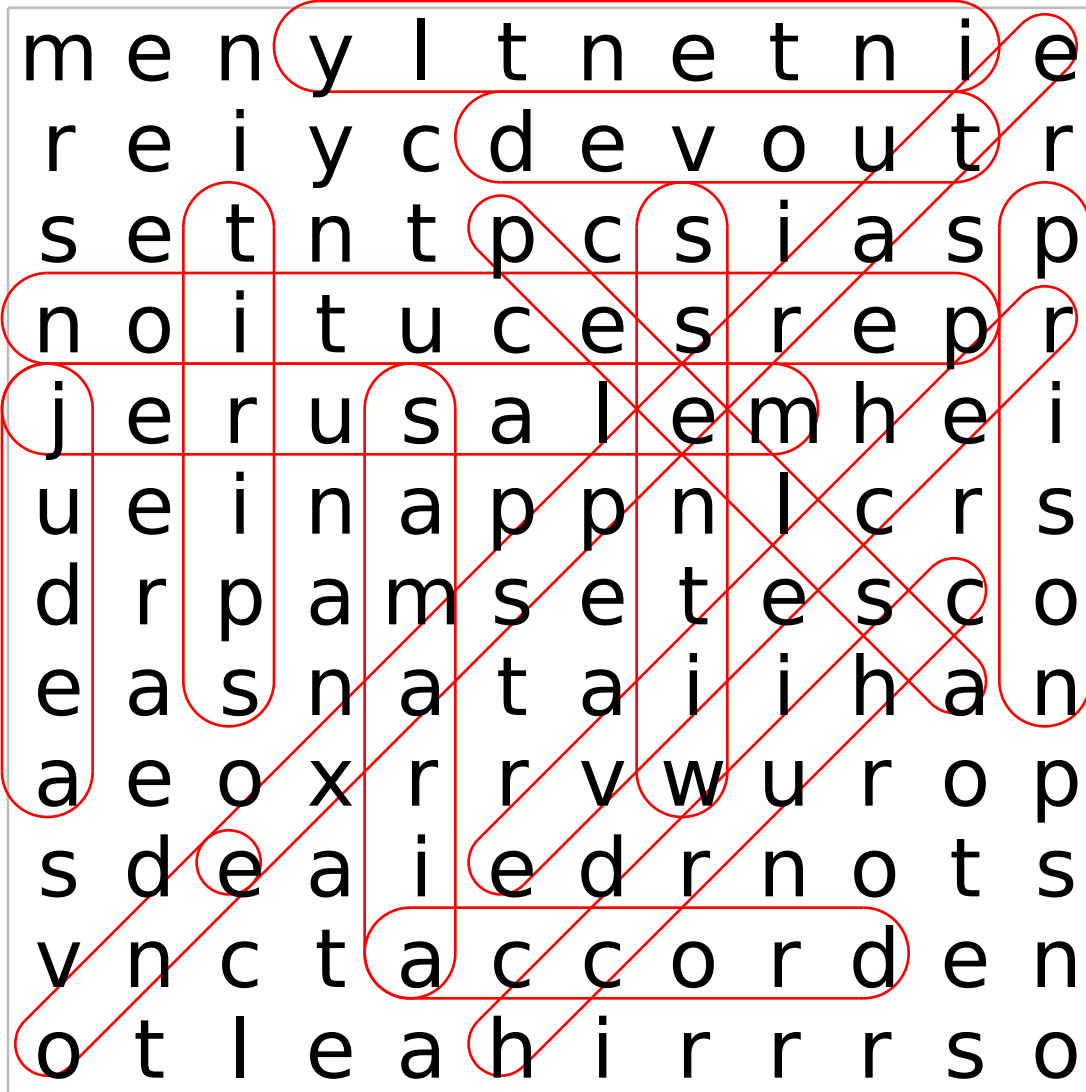 m e n y l t n e t n i e
r e i y c d e v o u t r
s e t n t p c s i a s p
n o i t u c e s r e p r
j e r u s a l e m h e i
u e i n a p p n l c r s
d r p a m s e t e s c o
e a s n a t a i i h a n
a e o x r r v w u r o p
s d e a i e d r n o t s
v n c t a c c o r d e n
o t l e a h i r r r s o